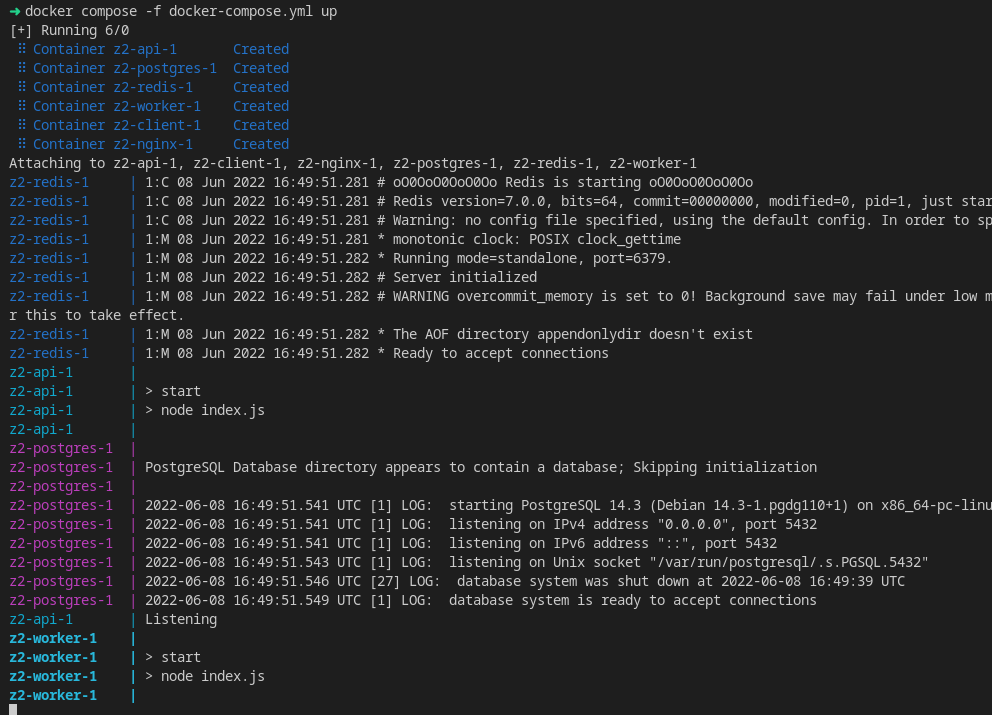 ➜ docker compose -f docker-compose.yml up
[+] Running 6/0
⠿ Container z2-api-1       Created
⠿ Container z2-postgres-1  Created
⠿ Container z2-redis-1     Created
⠿ Container z2-worker-1    Created
⠿ Container z2-client-1    Created
⠿ Container z2-nginx-1     Created
Attaching to z2-api-1, z2-client-1, z2-nginx-1, z2-postgres-1, z2-redis-1, z2-worker-1
z2-redis-1     | 1:C 08 Jun 2022 16:49:51.281 # oO0OoO0OoO0Oo Redis is starting oO0OoO0OoO0Oo
z2-redis-1     | 1:C 08 Jun 2022 16:49:51.281 # Redis version=7.0.0, bits=64, commit=00000000, modified=0, pid=1, just star
z2-redis-1     | 1:C 08 Jun 2022 16:49:51.281 # Warning: no config file specified, using the default config. In order to sp
z2-redis-1     | 1:M 08 Jun 2022 16:49:51.281 * monotonic clock: POSIX clock_gettime
z2-redis-1     | 1:M 08 Jun 2022 16:49:51.282 * Running mode=standalone, port=6379.
z2-redis-1     | 1:M 08 Jun 2022 16:49:51.282 # Server initialized
z2-redis-1     | 1:M 08 Jun 2022 16:49:51.282 # WARNING overcommit_memory is set to 0! Background save may fail under low m
r this to take effect.
z2-redis-1     | 1:M 08 Jun 2022 16:49:51.282 * The AOF directory appendonlydir doesn't exist
z2-redis-1     | 1:M 08 Jun 2022 16:49:51.282 * Ready to accept connections
z2-api-1       |
z2-api-1       | > start
z2-api-1       | > node index.js
z2-api-1       |
z2-postgres-1  |
z2-postgres-1  | PostgreSQL Database directory appears to contain a database; Skipping initialization
z2-postgres-1  |
z2-postgres-1  | 2022-06-08 16:49:51.541 UTC [1] LOG:  starting PostgreSQL 14.3 (Debian 14.3-1.pgdg110+1) on x86_64-pc-linu
z2-postgres-1  | 2022-06-08 16:49:51.541 UTC [1] LOG:  listening on IPv4 address "0.0.0.0", port 5432
z2-postgres-1  | 2022-06-08 16:49:51.541 UTC [1] LOG:  listening on IPv6 address "::", port 5432
z2-postgres-1  | 2022-06-08 16:49:51.543 UTC [1] LOG:  listening on Unix socket "/var/run/postgresql/.s.PGSQL.5432"
z2-postgres-1  | 2022-06-08 16:49:51.546 UTC [27] LOG:  database system was shut down at 2022-06-08 16:49:39 UTC
z2-postgres-1  | 2022-06-08 16:49:51.549 UTC [1] LOG:  database system is ready to accept connections
z2-api-1       | Listening
z2-worker-1    |
z2-worker-1    | > start
z2-worker-1    | > node index.js
z2-worker-1    |